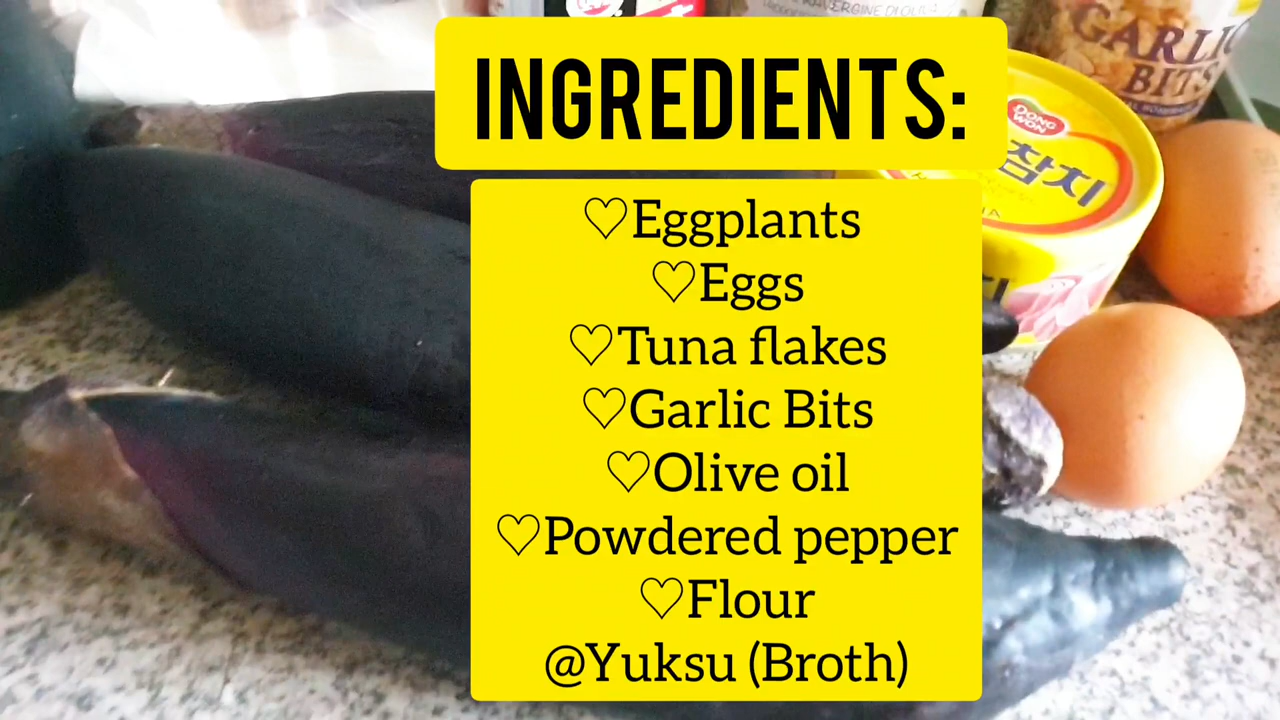 INGREDIENTS:
♡Eggplants
♡Eggs
♡Tuna flakes
♡Garlic Bits
♡Olive oil
♡Powdered pepper
♡Flour
@Yuksu (Broth)
GARLIC
BITS
DONG
WON
참치